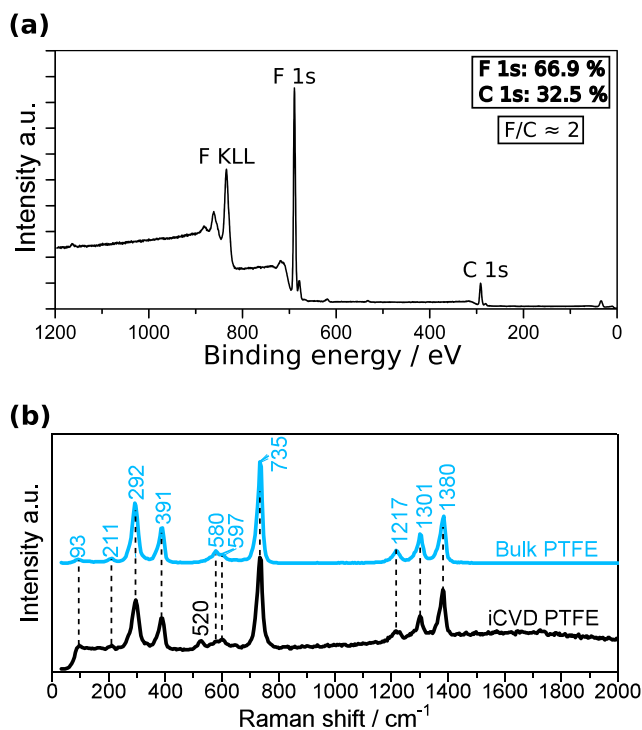 (a)
F 1s: 66.9 %
C 1s: 32.5 %
F/C ≈ 2
F 1s
F KLL
C 1s
Intensity a.u.
1200 1000 800 600 400 200 0
Binding energy / eV
(b)
93 211 292 391 580 597 735 1217 1301 1380
Bulk PTFE
520
iCVD PTFE
Intensity a.u.
0 200 400 600 800 1000 1200 1400 1600 1800 2000
Raman shift / cm⁻¹